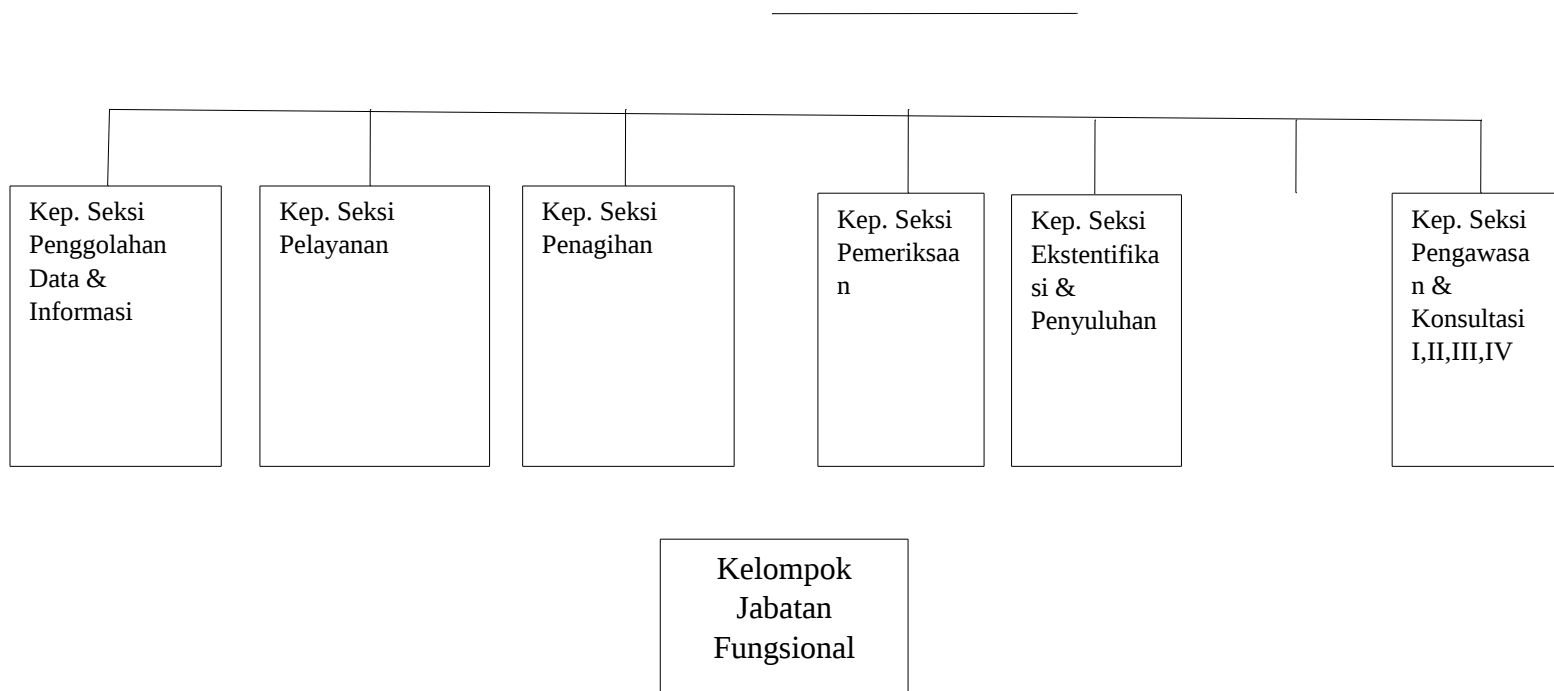 Kep. Seksi
Penggolahan
Data &
Informasi
Kep. Seksi
Pelayanan
Kep. Seksi
Penagihan
Kep. Seksi
Pemeriksaa
n
Kep. Seksi
Ekstentifika
si &
Penyuluhan
Kep. Seksi
Pengawasa
n &
Konsultasi
I,II,III,IV
Kelompok
Jabatan
Fungsional